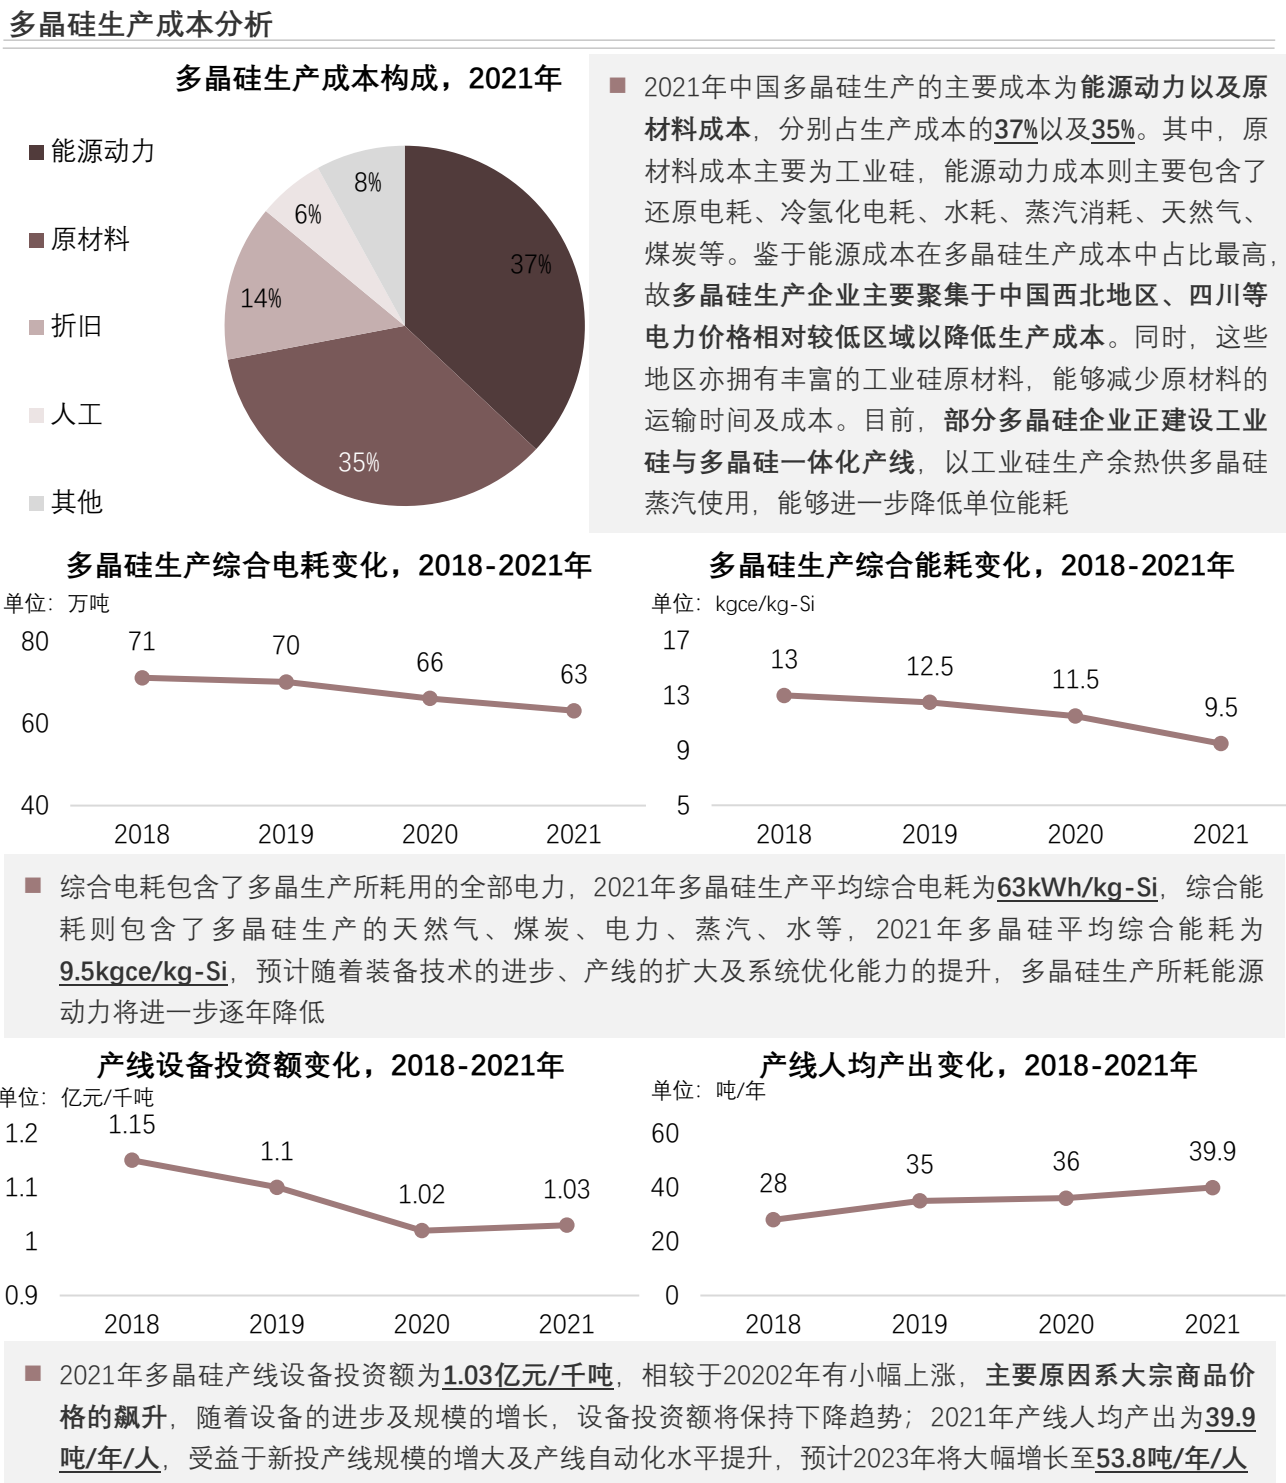 多晶硅生产成本分析
多晶硅生产成本构成，2021年
能源动力
原材料
折旧
人工
其他
37%
35%
14%
6%
8%
2021年中国多晶硅生产的主要成本为能源动力以及原
材料成本，分别占生产成本的37%以及35%。其中，原
材料成本主要为工业硅，能源动力成本则主要包含了
还原电耗、冷氢化电耗、水耗、蒸汽消耗、天然气、
煤炭等。鉴于能源成本在多晶硅生产成本中占比最高，
故多晶硅生产企业主要聚集于中国西北地区、四川等
电力价格相对较低区域以降低生产成本。同时，这些
地区亦拥有丰富的工业硅原材料，能够减少原材料的
运输时间及成本。目前，部分多晶硅企业正建设工业
硅与多晶硅一体化产线，以工业硅生产余热供多晶硅
蒸汽使用，能够进一步降低单位能耗
多晶硅生产综合电耗变化，2018-2021年
单位：万吨
80
60
40
71
70
66
63
2018 2019 2020 2021
多晶硅生产综合能耗变化，2018-2021年
单位：kgce/kg-Si
17
13
9
5
13
12.5
11.5
9.5
2018 2019 2020 2021
综合电耗包含了多晶生产所耗用的全部电力，2021年多晶硅生产平均综合电耗为63kWh/kg-Si，综合能
耗则包含了多晶硅生产的天然气、煤炭、电力、蒸汽、水等，2021年多晶硅平均综合能耗为
9.5kgce/kg-Si，预计随着装备技术的进步、产线的扩大及系统优化能力的提升，多晶硅生产所耗能源
动力将进一步逐年降低
产线设备投资额变化，2018-2021年
单位：亿元/千吨
1.2
1.1
1
0.9
1.15
1.1
1.02
1.03
2018 2019 2020 2021
产线人均产出变化，2018-2021年
单位：吨/年
60
40
20
0
28
35
36
39.9
2018 2019 2020 2021
2021年多晶硅产线设备投资额为1.03亿元/千吨，相较于20202年有小幅上涨，主要原因系大宗商品价
格的飙升，随着设备的进步及规模的增长，设备投资额将保持下降趋势；2021年产线人均产出为39.9
吨/年/人，受益于新投产线规模的增大及产线自动化水平提升，预计2023年将大幅增长至53.8吨/年/人